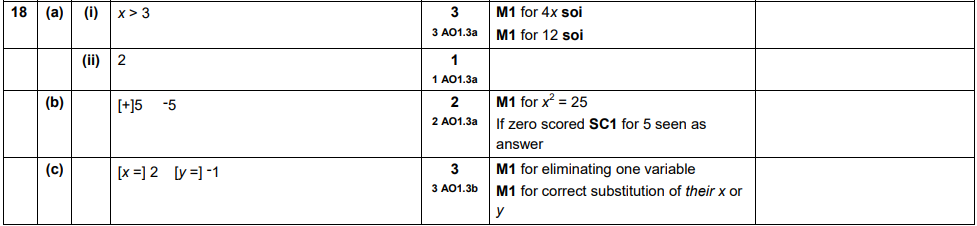 18 (a) (i) x > 3 3 M1 for 4x soi
3 AO1.3a M1 for 12 soi
(ii) 2 1
1 AO1.3a
(b) [+]5 -5 2 M1 for x² = 25
2 AO1.3a If zero scored SC1 for 5 seen as
answer
(c) [x =] 2 [y =] -1 3 M1 for eliminating one variable
3 AO1.3b M1 for correct substitution of their x or
y